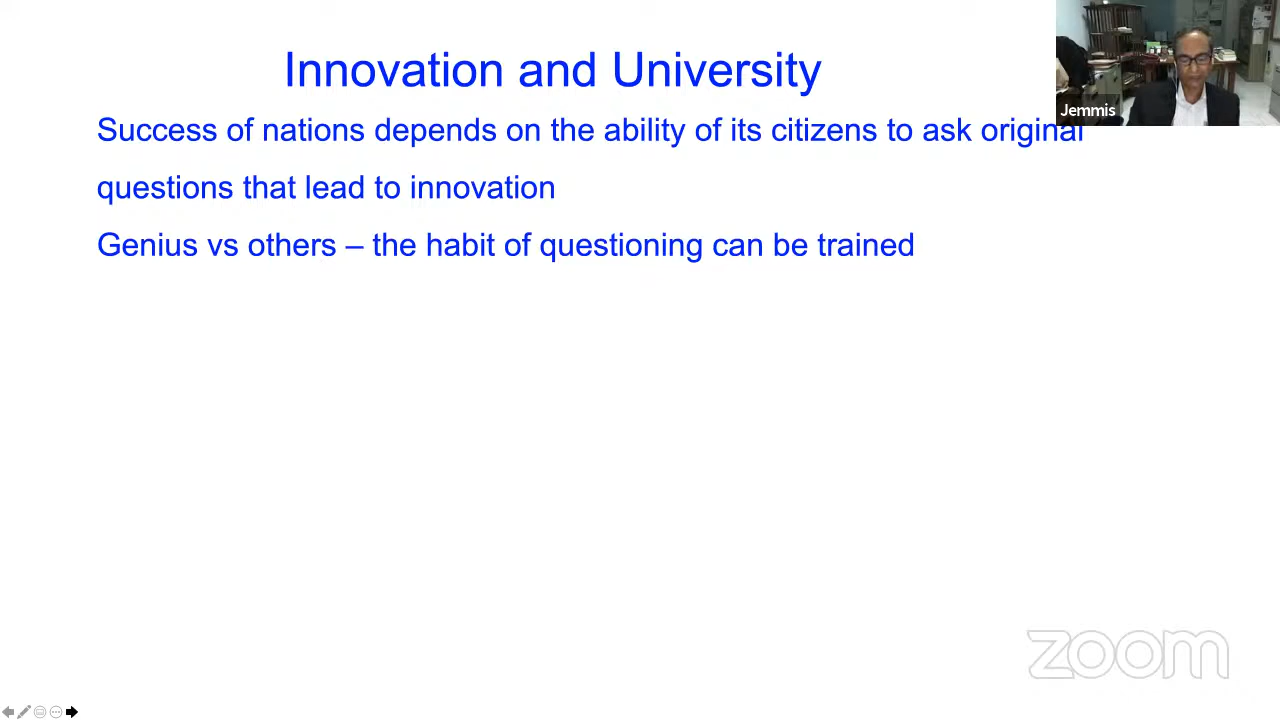 Innovation and University
Jemmis
Success of nations depends on the ability of its citizens to ask original
questions that lead to innovation
Genius vs others – the habit of questioning can be trained
zoom